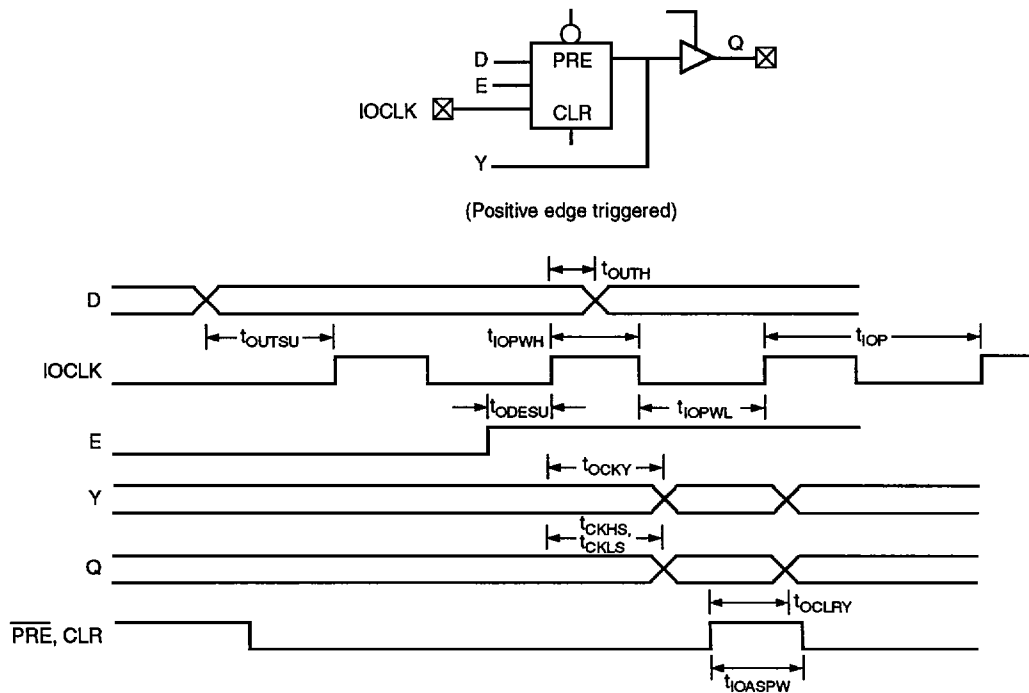 D
E
IOCLK
PRE
CLR
Q
Y
(Positive edge triggered)
tOUTH
D
tOUTSU
tIOPWH
tIOP
IOCLK
tODESU
tIOPWL
E
tOCKY
Y
tCKHS,
tCKLS
Q
tOCLRY
PRE, CLR
tIOASPW